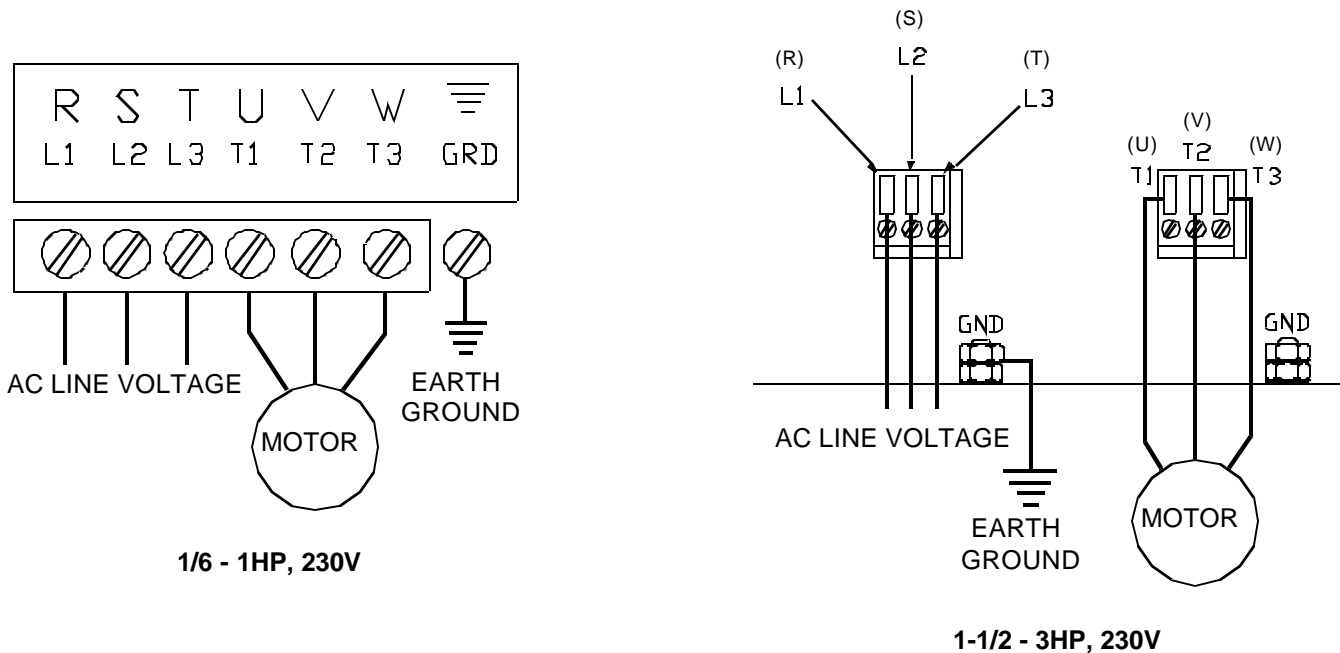 R S T U V W
L1 L2 L3 T1 T2 T3 GRD
AC LINE VOLTAGE
MOTOR
EARTH
GROUND
1/6 - 1HP, 230V
(S)
L2
(R)
L1
(T)
L3
(U)
T1
(V)
T2
(W)
T3
GND
GND
AC LINE VOLTAGE
EARTH
GROUND
MOTOR
1-1/2 - 3HP, 230V